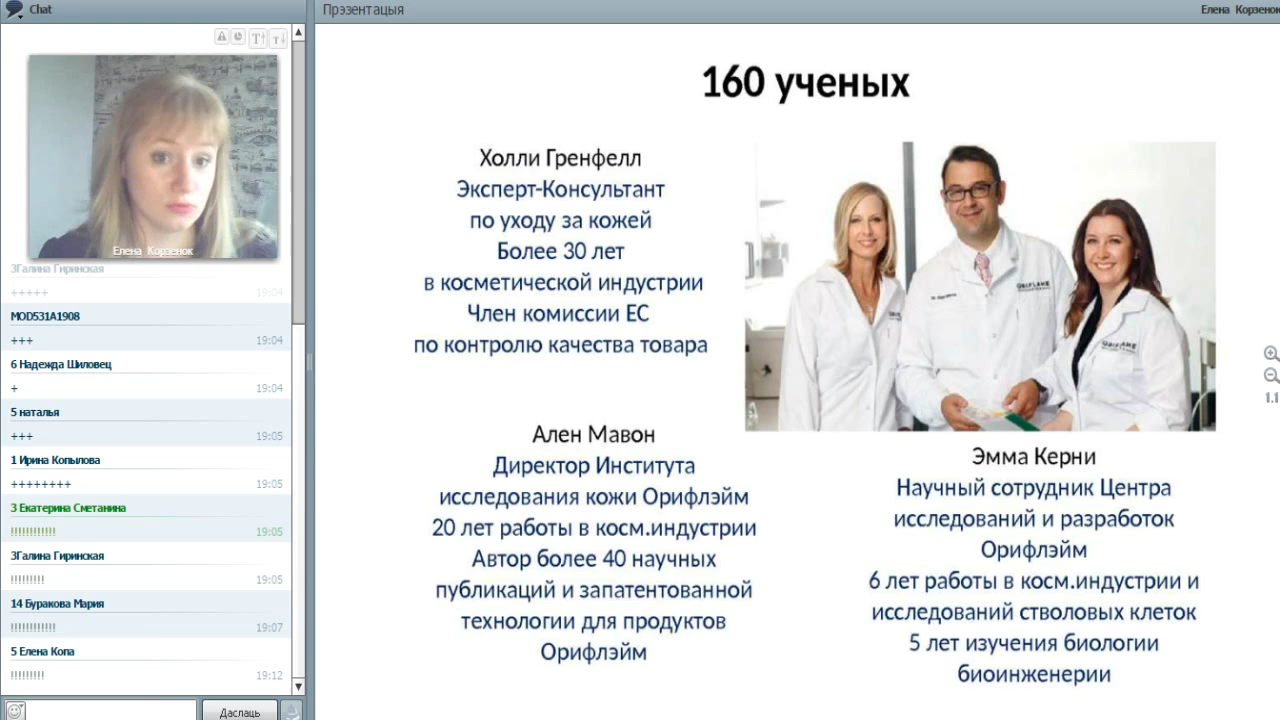 Chat
Прэзентацыя
Елена Корзенок
Елена Корзенок
3Галина Гиринская
+++++ 19:04
MOD531A1908
+++ 19:04
6 Надежда Шиловец
+ 19:04
5 наталья
+++ 19:05
1 Ирина Копылова
++++++++ 19:05
3 Екатерина Сметанина
!!!!!!!!!!!! 19:05
3Галина Гиринская
!!!!!!!!! 19:05
14 Буракова Мария
!!!!!!!!!!!! 19:07
5 Елена Копа
!!!!!!!!! 19:12
Даслаць
160 ученых
Холли Гренфелл
Эксперт-Консультант
по уходу за кожей
Более 30 лет
в косметической индустрии
Член комиссии ЕС
по контролю качества товара
ORIFLAME
ORIFLAME
Ален Мавон
Директор Института
исследования кожи Орифлэйм
20 лет работы в косм.индустрии
Автор более 40 научных
публикаций и запатентованной
технологии для продуктов
Орифлэйм
Эмма Керни
Научный сотрудник Центра
исследований и разработок
Орифлэйм
6 лет работы в косм.индустрии и
исследований стволовых клеток
5 лет изучения биологии
биоинженерии
1.1